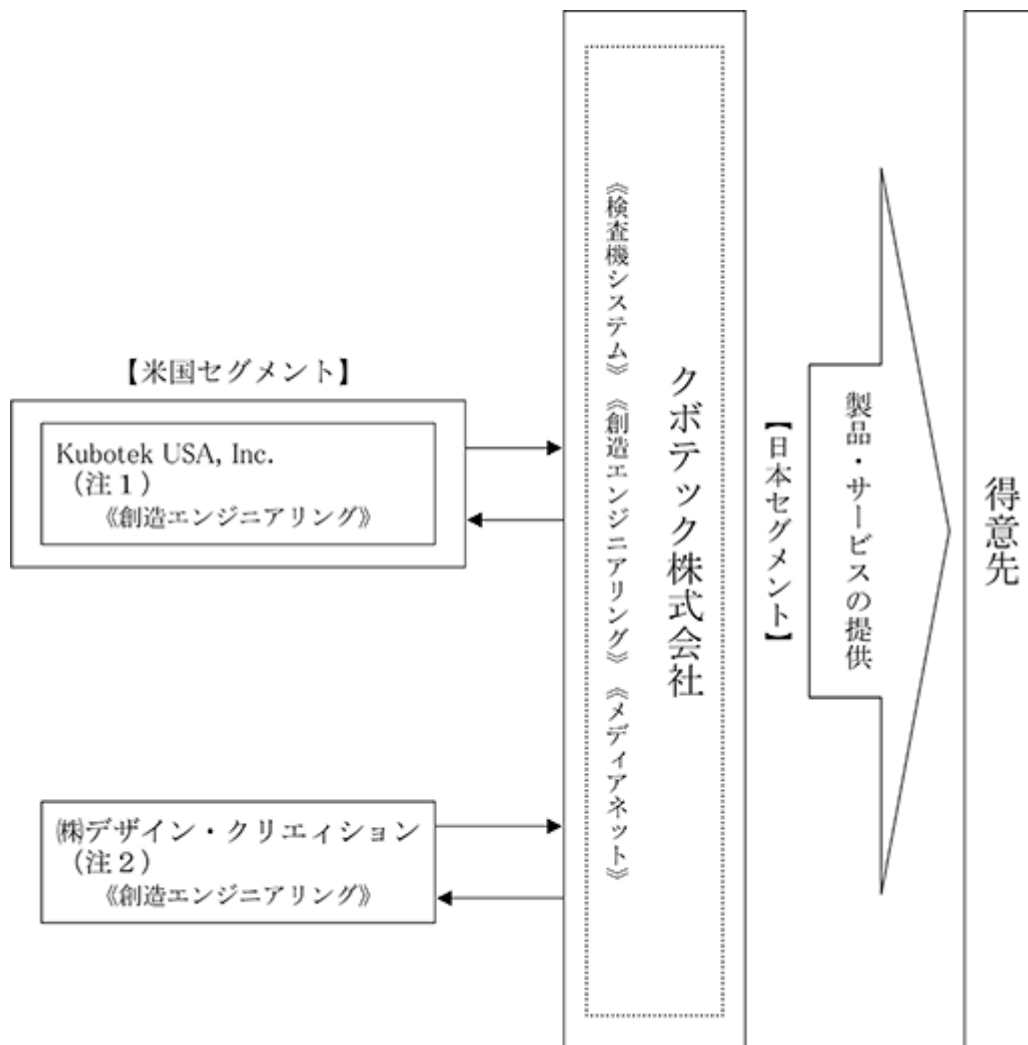 【米国セグメント】
Kubotek USA, Inc.
（注１）
《創造エンジニアリング》
㈱デザイン・クリエィション
（注２）
《創造エンジニアリング》
クボテック株式会社
《検査機システム》《創造エンジニアリング》《メディアネット》
【日本セグメント】
製品・サービスの提供
得意先